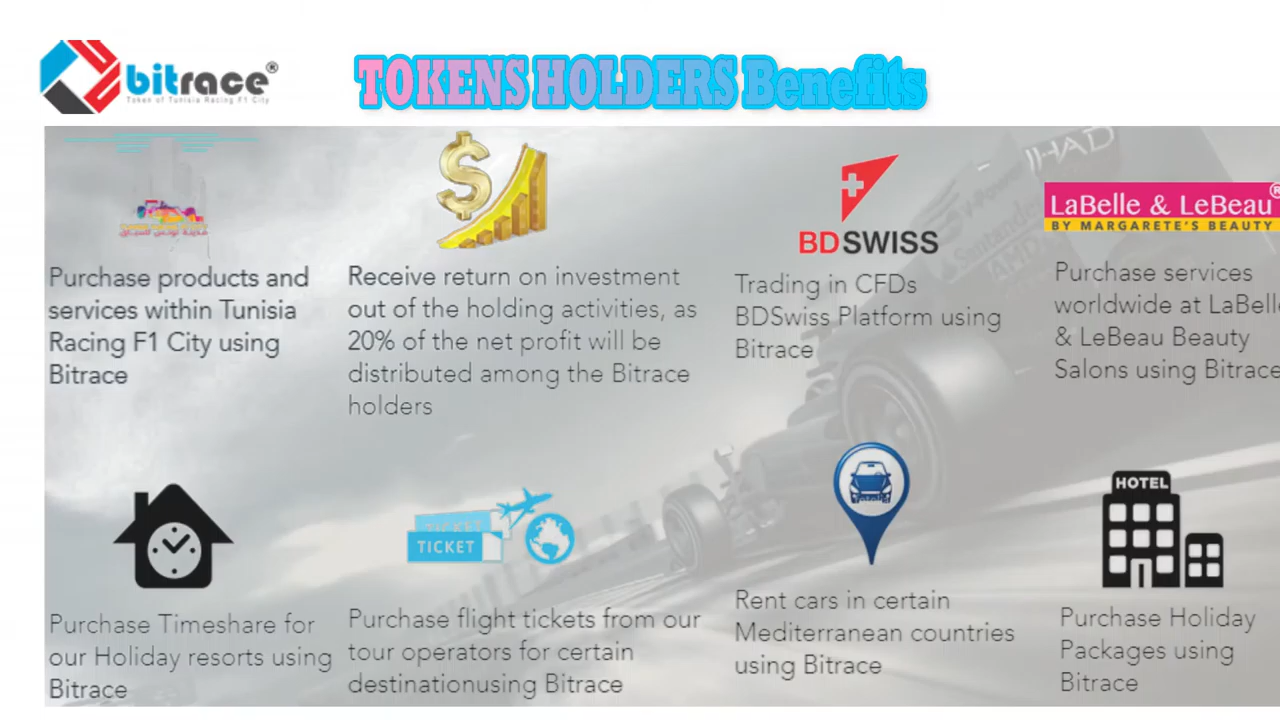 bitrace®
Token of Tunisia Racing F1 City
TOKENS HOLDERS Benefits
Purchase products and
services within Tunisia
Racing F1 City using
Bitrace
Receive return on investment
out of the holding activities, as
20% of the net profit will be
distributed among the Bitrace
holders
BDSWISS
Trading in CFDs
BDSwiss Platform using
Bitrace
LaBelle & LeBeau®
BY MARGARETE'S BEAUTY
Purchase services
worldwide at LaBelle
& LeBeau Beauty
Salons using Bitrace
Purchase Timeshare for
our Holiday resorts using
Bitrace
TICKET
TICKET
Purchase flight tickets from our
tour operators for certain
destinationusing Bitrace
Rent cars in certain
Mediterranean countries
using Bitrace
HOTEL
Purchase Holiday
Packages using
Bitrace
Santander
AMD